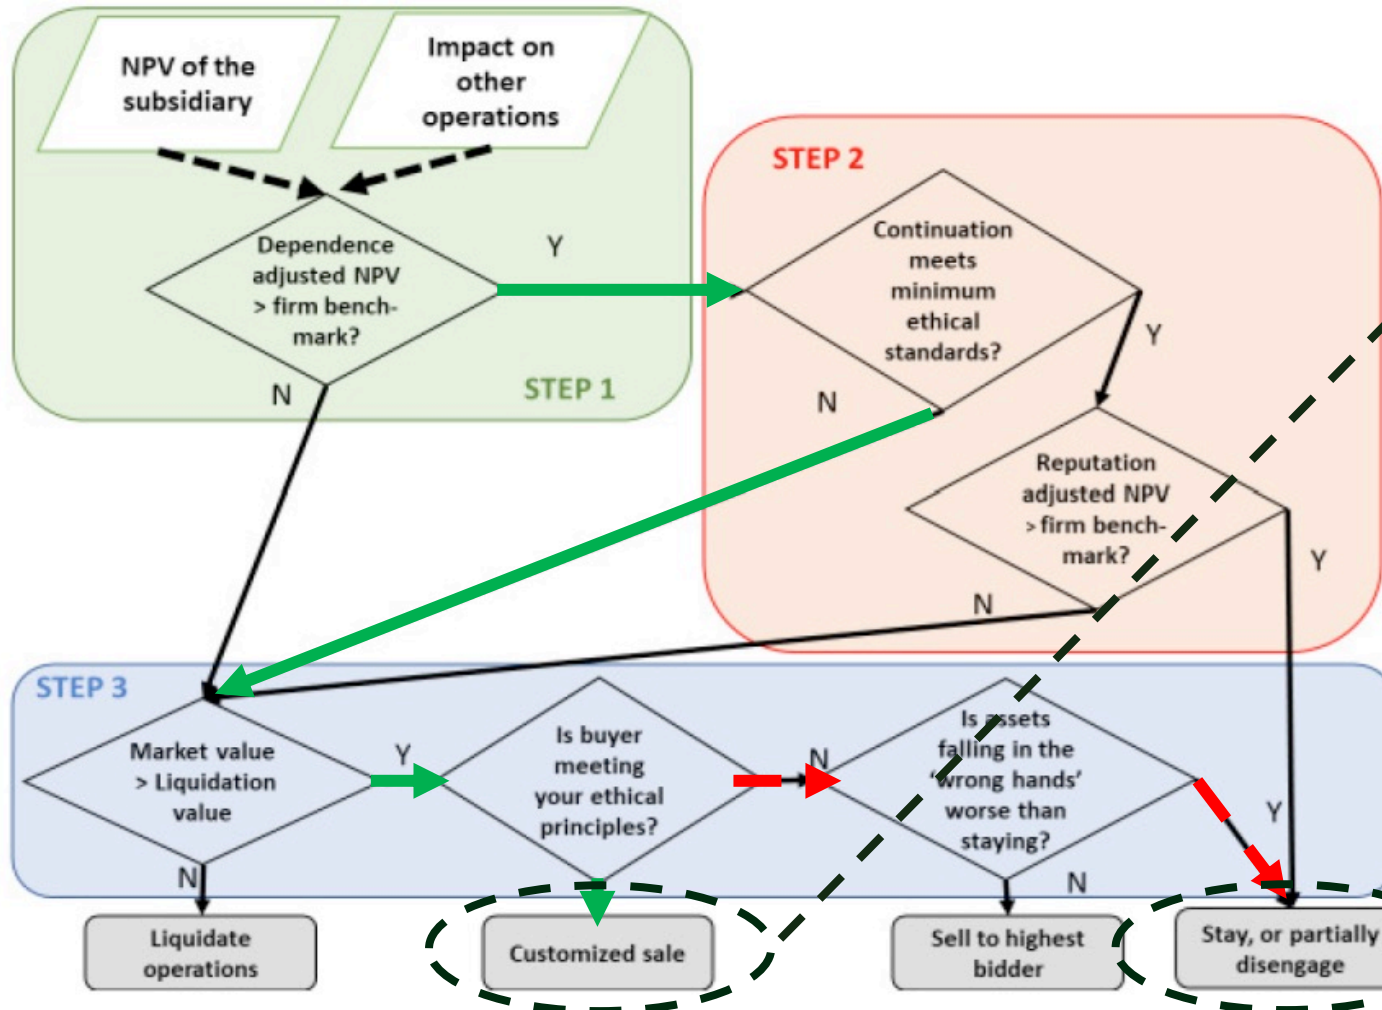 NPV of the
subsidiary
Impact on
other
operations
Dependence
adjusted NPV
> firm bench-
mark?
Y
N
STEP 1
STEP 2
Continuation
meets
minimum
ethical
standards?
Y
N
Reputation
adjusted NPV
> firm bench-
mark?
Y
N
STEP 3
Market value
> Liquidation
value
Y
N
Is buyer
meeting
your ethical
principles?
N
Is assets
falling in the
‘wrong hands’
worse than
staying?
Y
N
Liquidate
operations
Customized sale
Sell to highest
bidder
Stay, or partially
disengage